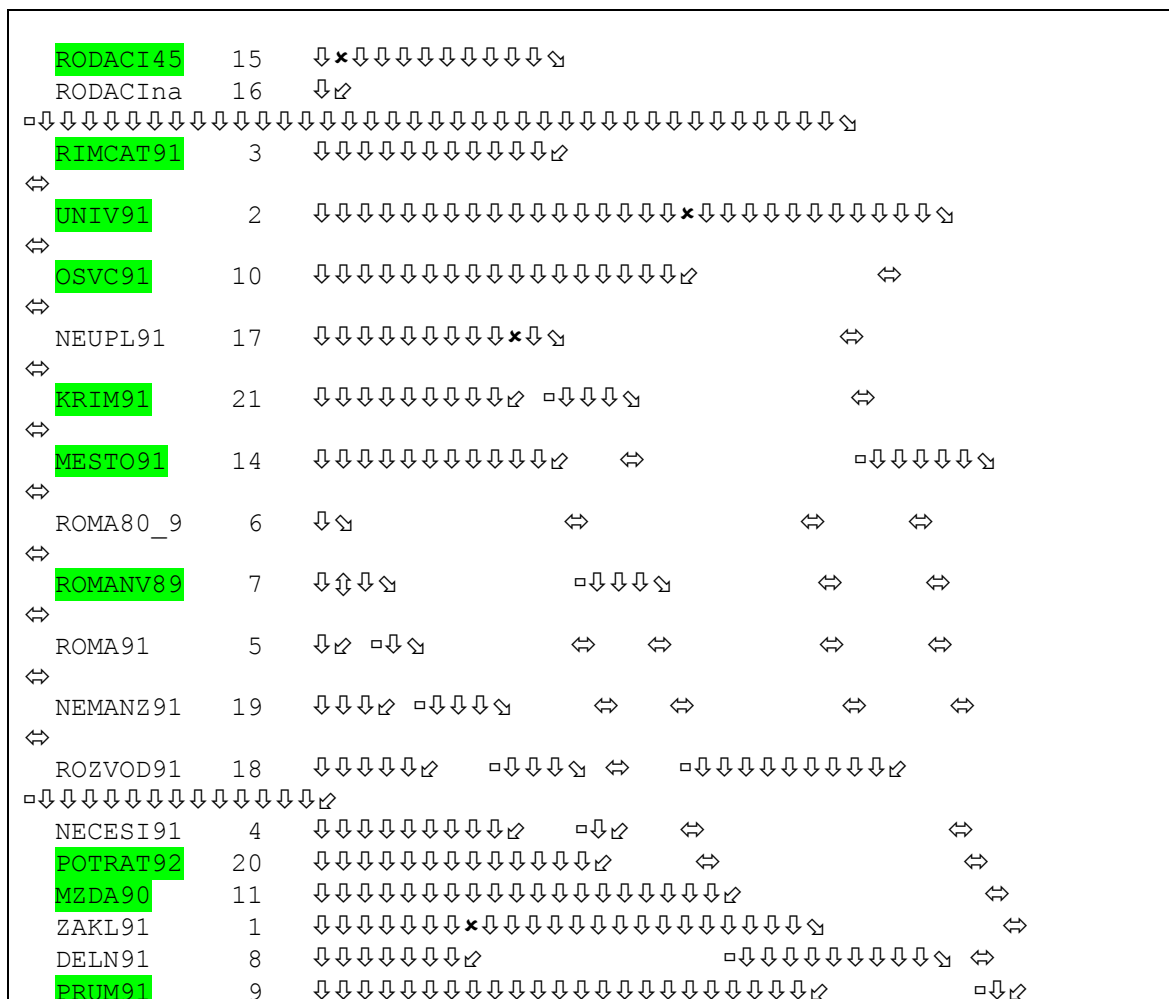 RODACI45 15
RODACIna 16
RIMCAT91 3
UNIV91 2
OSVC91 10
NEUPL91 17
KRIM91 21
MESTO91 14
ROMA80_9 6
ROMANV89 7
ROMA91 5
NEMANZ91 19
ROZVOD91 18
NECESI91 4
POTRAT92 20
MZDA90 11
ZAKL91 1
DELN91 8
PRUM91 9